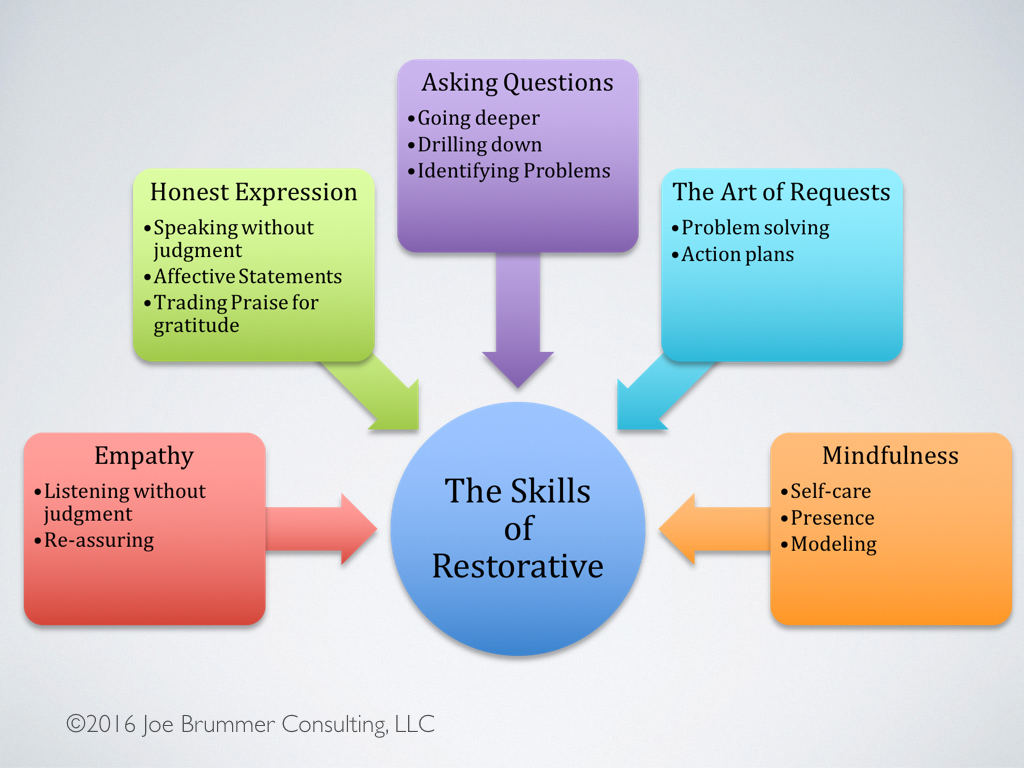 Asking Questions
•Going deeper
•Drilling down
•Identifying Problems
Honest Expression
•Speaking without
judgment
•Affective Statements
•Trading Praise for
gratitude
The Art of Requests
•Problem solving
•Action plans
Empathy
•Listening without
judgment
•Re-assuring
The Skills
of
Restorative
Mindfulness
•Self-care
•Presence
•Modeling
©2016 Joe Brummer Consulting, LLC